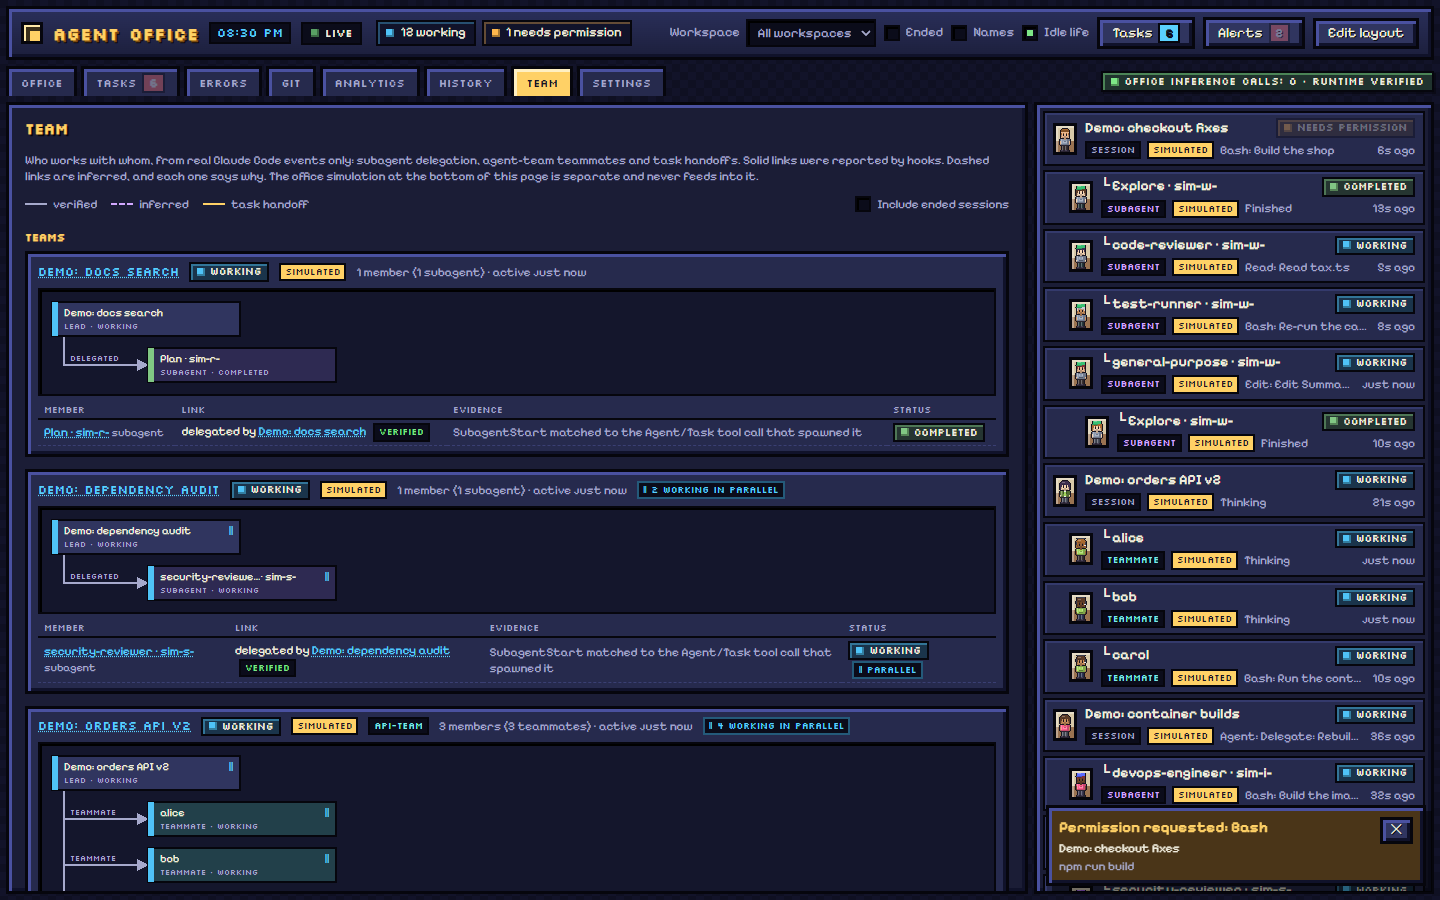 AGENT OFFICE
08:30 PM
LIVE
12 working
1 needs permission
Workspace
All workspaces
Ended
Names
Idle life
Tasks 6
Alerts 2
Edit layout
OFFICE
TASKS 6
ERRORS
GIT
ANALYTICS
HISTORY
TEAM
SETTINGS
OFFICE INFERENCE CALLS: 0 · RUNTIME VERIFIED
TEAM
Who works with whom, from real Claude Code events only: subagent delegation, agent-team teammates and task handoffs. Solid links were reported by hooks. Dashed
links are inferred, and each one says why. The office simulation at the bottom of this page is separate and never feeds into it.
verified
inferred
task handoff
Include ended sessions
TEAMS
DEMO: DOCS SEARCH
WORKING
SIMULATED
1 member (1 subagent) · active just now
Demo: docs search
LEAD · WORKING
DELEGATED
Plan · sim-r-
SUBAGENT · COMPLETED
MEMBER LINK EVIDENCE STATUS
Plan · sim-r- subagent
delegated by Demo: docs search VERIFIED
SubagentStart matched to the Agent/Task tool call that spawned it
COMPLETED
DEMO: DEPENDENCY AUDIT
WORKING
SIMULATED
1 member (1 subagent) · active just now
2 WORKING IN PARALLEL
Demo: dependency audit
LEAD · WORKING
DELEGATED
security-reviewe… · sim-s-
SUBAGENT · WORKING
MEMBER LINK EVIDENCE STATUS
security-reviewer · sim-s-
subagent
delegated by Demo: dependency audit
VERIFIED
SubagentStart matched to the Agent/Task tool call that
spawned it
WORKING
PARALLEL
DEMO: ORDERS API V2
WORKING
SIMULATED
API-TEAM
3 members (3 teammates) · active just now
4 WORKING IN PARALLEL
Demo: orders API v2
LEAD · WORKING
TEAMMATE
alice
TEAMMATE · WORKING
TEAMMATE
bob
TEAMMATE · WORKING
Demo: checkout fixes
NEEDS PERMISSION
SESSION SIMULATED Bash: Build the shop 6s ago
Explore · sim-w-
COMPLETED
SUBAGENT SIMULATED Finished 13s ago
code-reviewer · sim-w-
WORKING
SUBAGENT SIMULATED Read: Read tax.ts 9s ago
test-runner · sim-w-
WORKING
SUBAGENT SIMULATED Bash: Re-run the ca... 8s ago
general-purpose · sim-w-
WORKING
SUBAGENT SIMULATED Edit: Edit Summa... just now
Explore · sim-w-
COMPLETED
SUBAGENT SIMULATED Finished 10s ago
Demo: orders API v2
WORKING
SESSION SIMULATED Thinking 21s ago
alice
WORKING
TEAMMATE SIMULATED Thinking just now
bob
WORKING
TEAMMATE SIMULATED Thinking just now
carol
WORKING
TEAMMATE SIMULATED Bash: Run the cont... 10s ago
Demo: container builds
WORKING
SESSION SIMULATED Agent: Delegate: Rebuil... 36s ago
devops-engineer · sim-i-
WORKING
SUBAGENT SIMULATED Bash: Build the ima... 32s ago
Permission requested: Bash
Demo: checkout fixes
npm run build
security-reviewer · sim-s-
WORKING